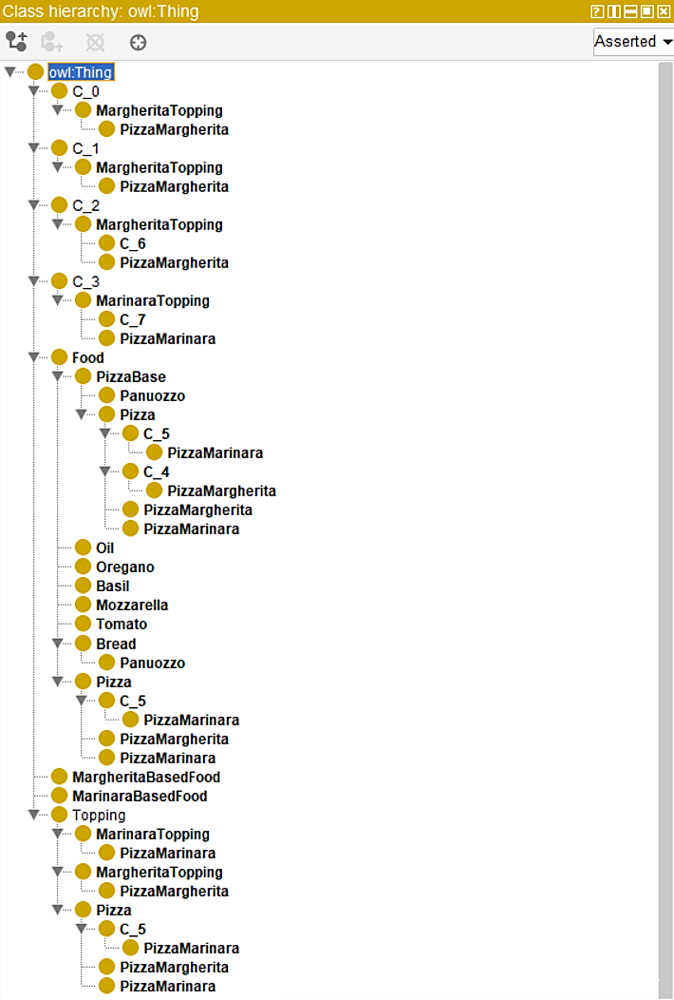 Class hierarchy: owl:Thing
Asserted
owl:Thing
C_0
MargheritaTopping
PizzaMargherita
C_1
MargheritaTopping
PizzaMargherita
C_2
MargheritaTopping
C_6
PizzaMargherita
C_3
MarinaraTopping
C_7
PizzaMarinara
Food
PizzaBase
Panuozzo
Pizza
C_5
PizzaMarinara
C_4
PizzaMargherita
PizzaMargherita
PizzaMarinara
Oil
Oregano
Basil
Mozzarella
Tomato
Bread
Panuozzo
Pizza
C_5
PizzaMarinara
PizzaMargherita
PizzaMarinara
MargheritaBasedFood
MarinaraBasedFood
Topping
MarinaraTopping
PizzaMarinara
MargheritaTopping
PizzaMargherita
Pizza
C_5
PizzaMarinara
PizzaMargherita
PizzaMarinara